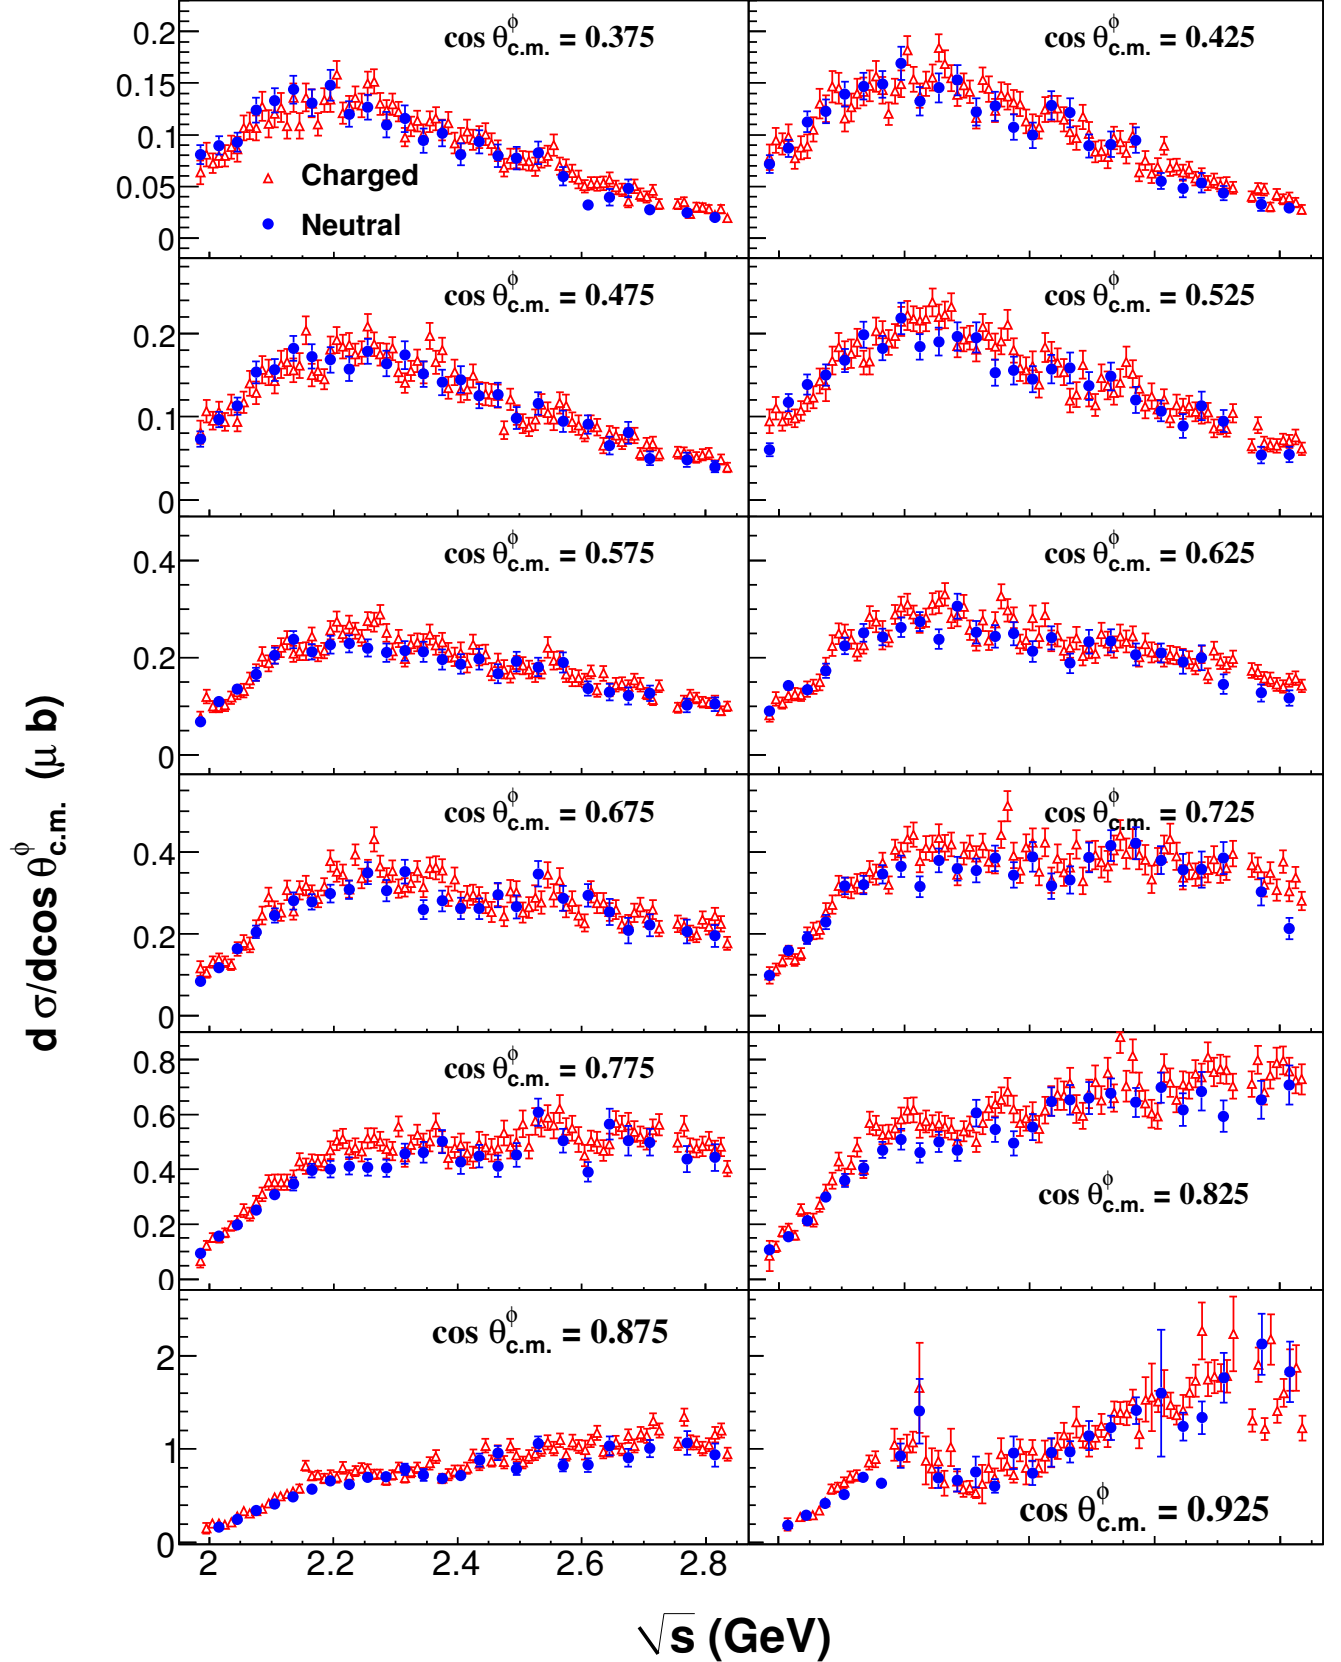 cos θ^ϕ_c.m. = 0.375
cos θ^ϕ_c.m. = 0.425
0.2
0.15
0.1
0.05
0
Charged
Neutral
cos θ^ϕ_c.m. = 0.475
cos θ^ϕ_c.m. = 0.525
0.2
0.1
0
cos θ^ϕ_c.m. = 0.575
cos θ^ϕ_c.m. = 0.625
0.4
0.2
0
cos θ^ϕ_c.m. = 0.675
cos θ^ϕ_c.m. = 0.725
0.4
0.2
0
cos θ^ϕ_c.m. = 0.775
cos θ^ϕ_c.m. = 0.825
0.8
0.6
0.4
0.2
0
cos θ^ϕ_c.m. = 0.875
cos θ^ϕ_c.m. = 0.925
2
1
0
2 2.2 2.4 2.6 2.8
d σ/dcos θ^ϕ_c.m. (μ b)
√s (GeV)